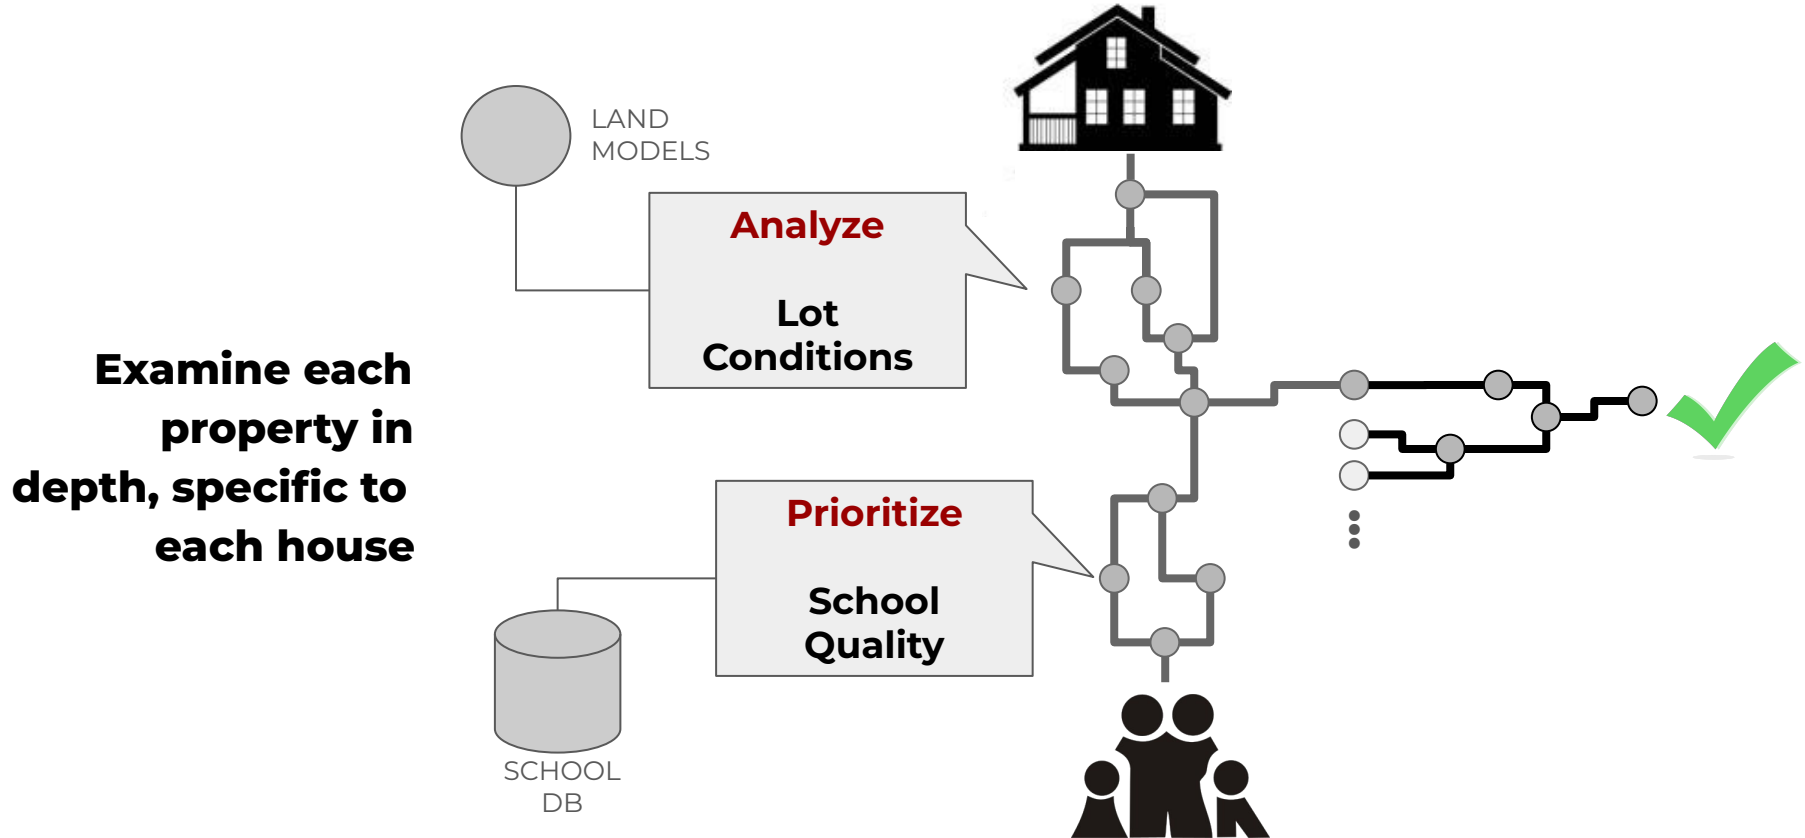 LAND
MODELS
Analyze
Lot
Conditions
Examine each
property in
depth, specific to
each house
Prioritize
School
Quality
SCHOOL
DB